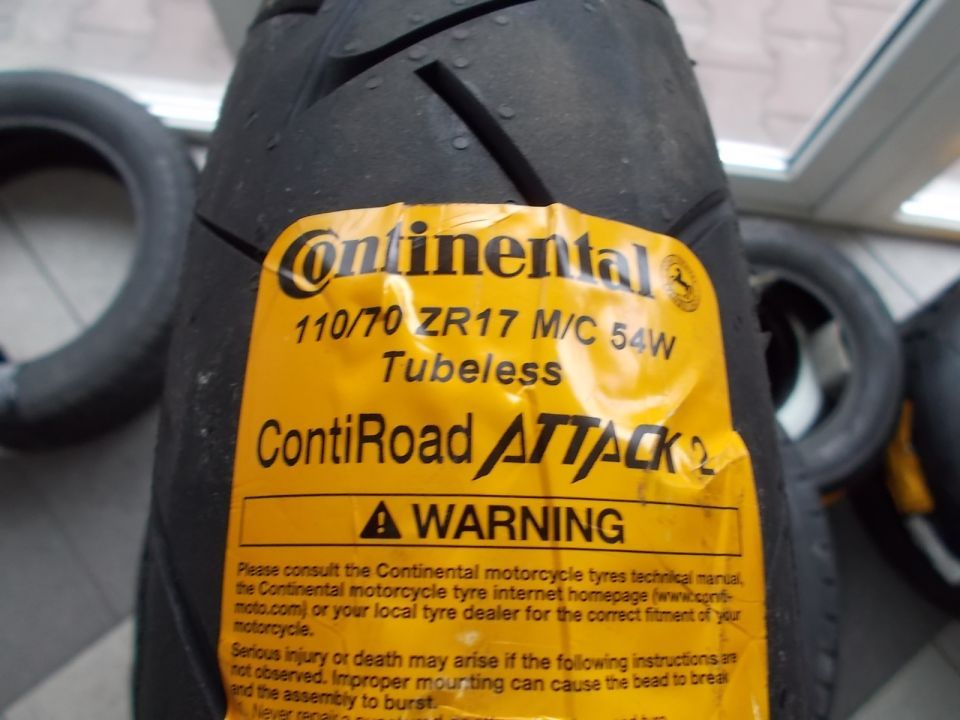 Continental
110/70 ZR17 M/C 54W
Tubeless
ContiRoad ATTACK 2
WARNING
Please consult the Continental motorcycle tyres technical manual,
the Continental motorcycle tyre internet homepage (www.conti-
moto.com) or your local tyre dealer for the correct fitment of your
motorcycle.
Serious injury or death may arise if the following instructions are
not observed. Improper mounting can cause the bead to break
and the assembly to burst.
Never repair a